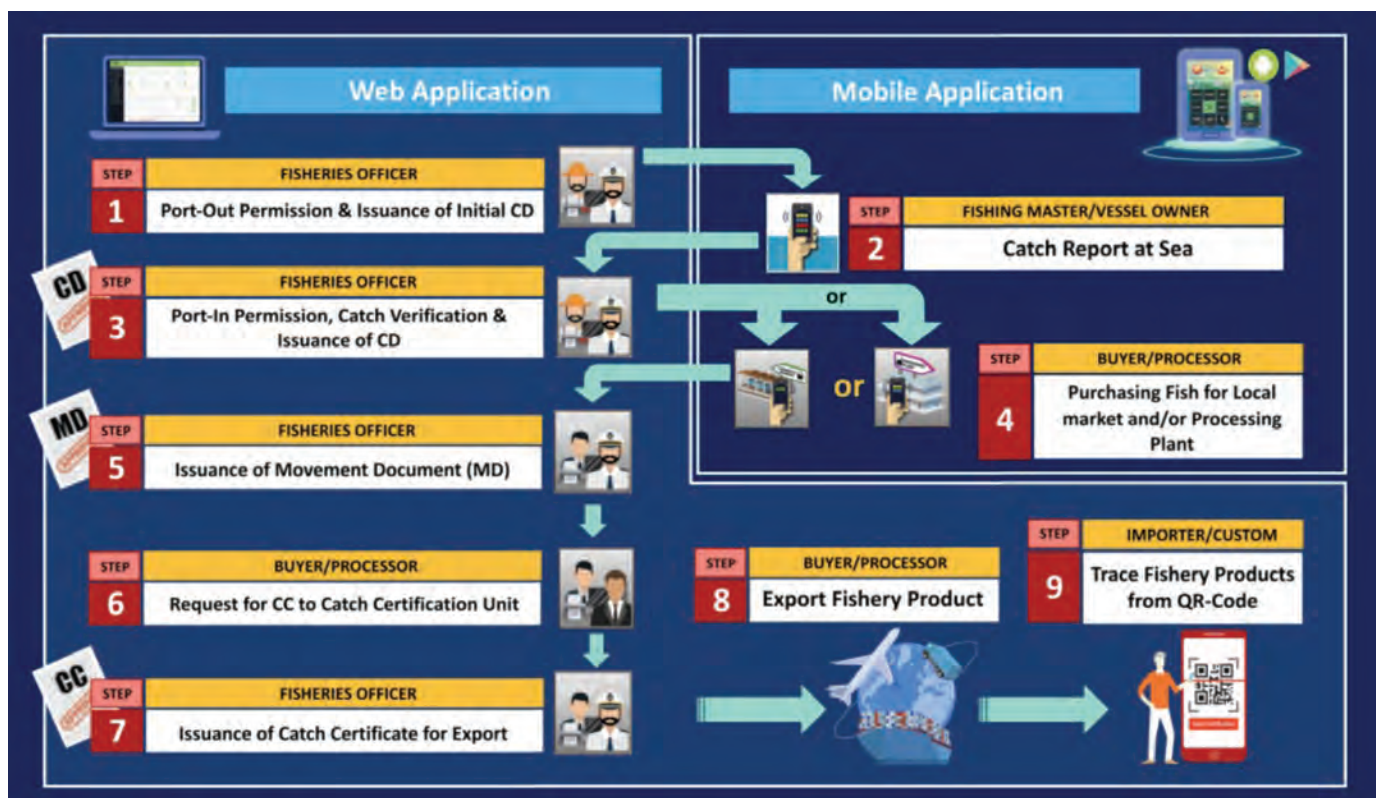 Web Application
Mobile Application
STEP
1
FISHERIES OFFICER
Port-Out Permission & Issuance of Initial CD
STEP
2
FISHING MASTER/VESSEL OWNER
Catch Report at Sea
CD
STEP
3
FISHERIES OFFICER
Port-In Permission, Catch Verification &
Issuance of CD
or
or
STEP
4
BUYER/PROCESSOR
Purchasing Fish for Local
market and/or Processing
Plant
MD
STEP
5
FISHERIES OFFICER
Issuance of Movement Document (MD)
STEP
6
BUYER/PROCESSOR
Request for CC to Catch Certification Unit
CC
STEP
7
FISHERIES OFFICER
Issuance of Catch Certificate for Export
STEP
8
BUYER/PROCESSOR
Export Fishery Product
STEP
9
IMPORTER/CUSTOM
Trace Fishery Products
from QR-Code